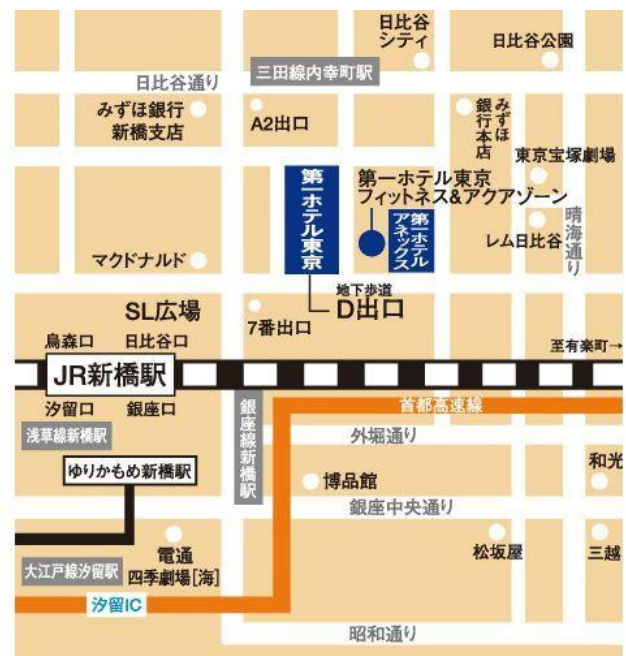 日比谷
シティ
日比谷公園
日比谷通り
三田線内幸町駅
みずほ銀行
新橋支店
A2出口
みずほ
銀行本店
東京宝塚劇場
第一ホテル東京
第一ホテル東京
フィットネス&アクアゾーン
第一ホテル
アネックス
レム日比谷
晴海通り
マクドナルド
地下歩道
D出口
SL広場
7番出口
烏森口
日比谷口
至有楽町→
JR新橋駅
汐留口
銀座口
銀座線新橋駅
首都高速線
浅草線新橋駅
外堀通り
ゆりかもめ新橋駅
博品館
和光
銀座中央通り
電通
四季劇場[海]
松坂屋
三越
大江戸線汐留駅
汐留IC
昭和通り